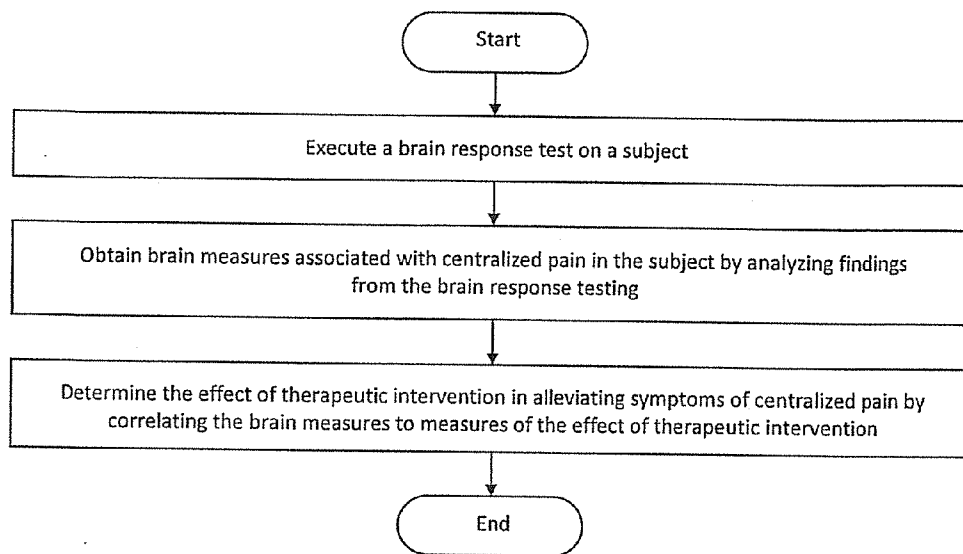 Start
Execute a brain response test on a subject
Obtain brain measures associated with centralized pain in the subject by analyzing findings
from the brain response testing
Determine the effect of therapeutic intervention in alleviating symptoms of centralized pain by
correlating the brain measures to measures of the effect of therapeutic intervention
End